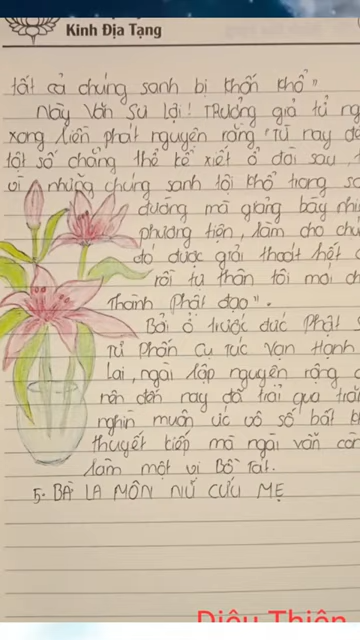 Kinh Địa Tạng
tất cả chúng sanh bị khốn khổ"
Này Văn Sư Lợi! Trưởng giả tử
xong liền phát nguyện rằng "Từ nay
tột số chẳng thể kể xiết ở đời sau,
vì những chúng sanh tội khổ trong
đường mà giảng bày
phương tiện, làm cho
đó được giải thoát hết
rồi tự thân tôi mới
Thành Phật đạo".
Bởi ở trước đức Phật
Tử Phấn Cụ Túc Vạn Hạnh
Lai, ngài lập nguyện rộng
nên đến nay đã trải qua
nghìn muôn ức vô số bất
thuyết kiếp mà ngài vẫn còn
làm một vị Bồ Tát.
5. BÀ LA MÔN NỮ CỨU MẸ
Diệu Thiện